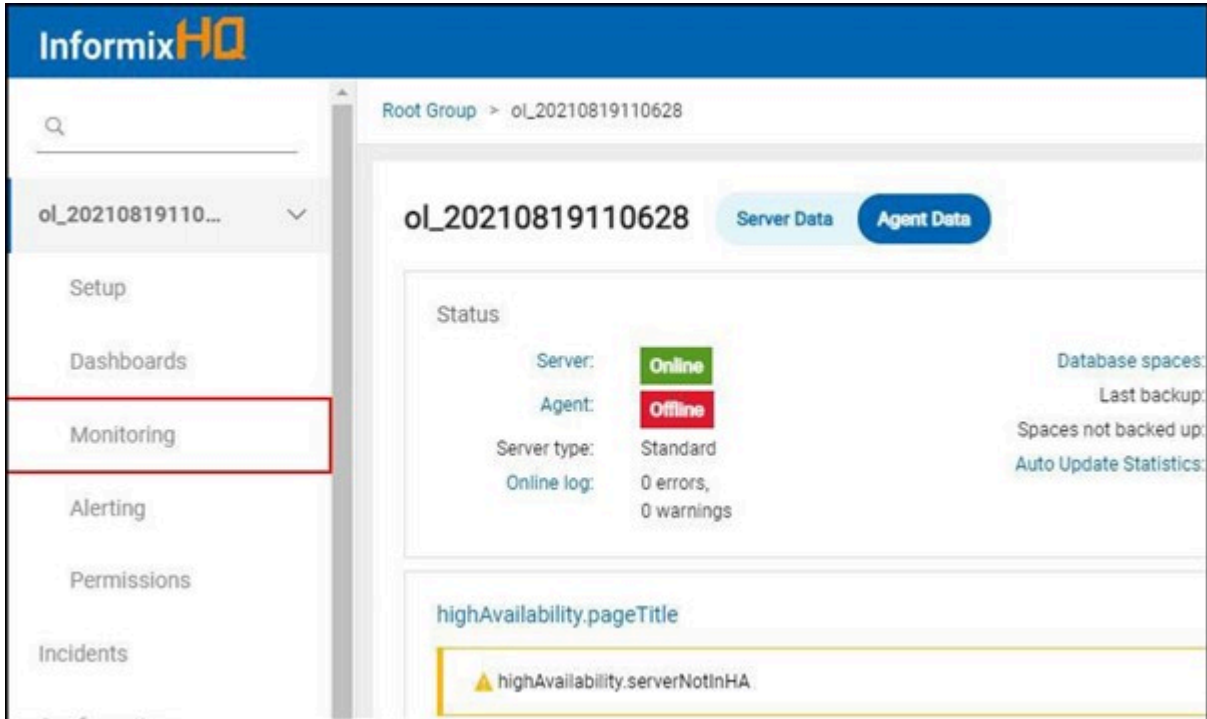 InformixHQ
Root Group > ol_20210819110628
ol_20210819110...
ol_20210819110628 Server Data Agent Data
Setup
Dashboards
Monitoring
Alerting
Permissions
Incidents
Status
Server: Online
Agent: Offline
Server type: Standard
Online log: 0 errors,
0 warnings
Database spaces:
Last backup:
Spaces not backed up:
Auto Update Statistics:
highAvailability.pageTitle
highAvailability.serverNotInHA